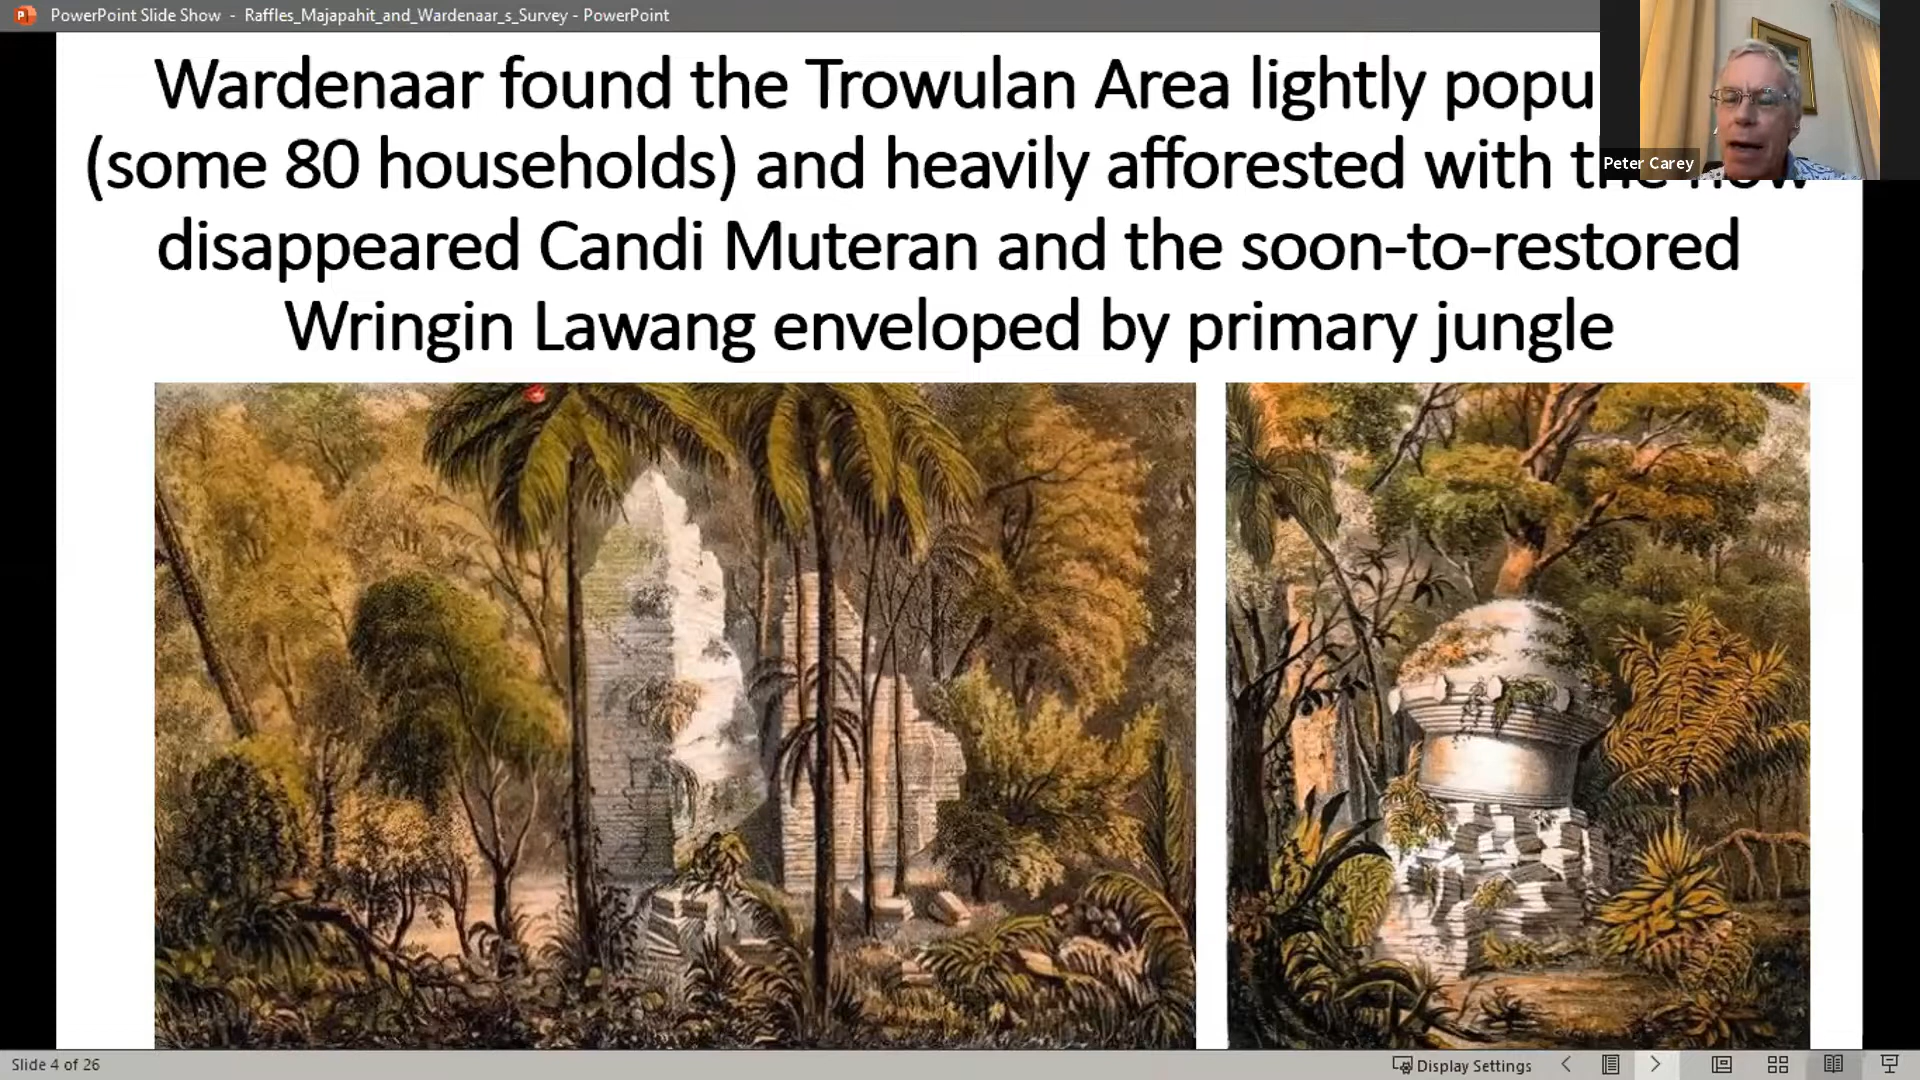 PowerPoint Slide Show - Raffles_Majapahit_and_Wardenaar_s_Survey - PowerPoint
Wardenaar found the Trowulan Area lightly popu
(some 80 households) and heavily afforested with
disappeared Candi Muteran and the soon-to-restored
Wringin Lawang enveloped by primary jungle
Peter Carey
Slide 4 of 26
Display Settings